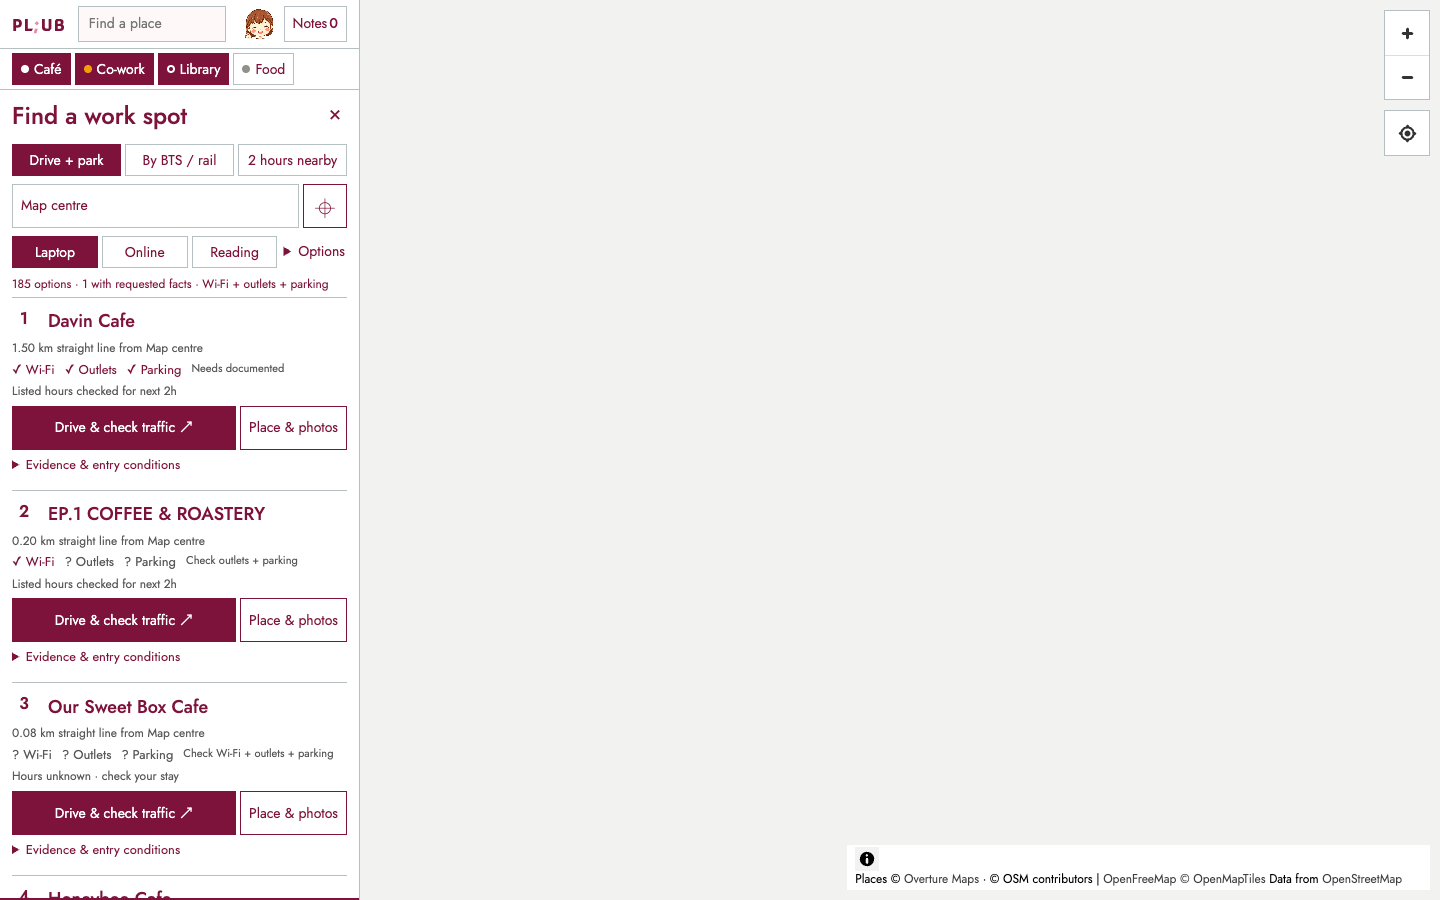 PL;UB
Find a place
Notes 0
Café
Co-work
Library
Food
Find a work spot
×
Drive + park
By BTS / rail
2 hours nearby
Map centre
Laptop
Online
Reading
▶ Options
185 options · 1 with requested facts · Wi-Fi + outlets + parking
1 Davin Cafe
1.50 km straight line from Map centre
✓ Wi-Fi ✓ Outlets ✓ Parking Needs documented
Listed hours checked for next 2h
Drive & check traffic ↗
Place & photos
▶ Evidence & entry conditions
2 EP.1 COFFEE & ROASTERY
0.20 km straight line from Map centre
✓ Wi-Fi ? Outlets ? Parking Check outlets + parking
Listed hours checked for next 2h
Drive & check traffic ↗
Place & photos
▶ Evidence & entry conditions
3 Our Sweet Box Cafe
0.08 km straight line from Map centre
? Wi-Fi ? Outlets ? Parking Check Wi-Fi + outlets + parking
Hours unknown · check your stay
Drive & check traffic ↗
Place & photos
▶ Evidence & entry conditions
4 Honeybee Cafe
+
−
Places © Overture Maps · © OSM contributors | OpenFreeMap © OpenMapTiles Data from OpenStreetMap